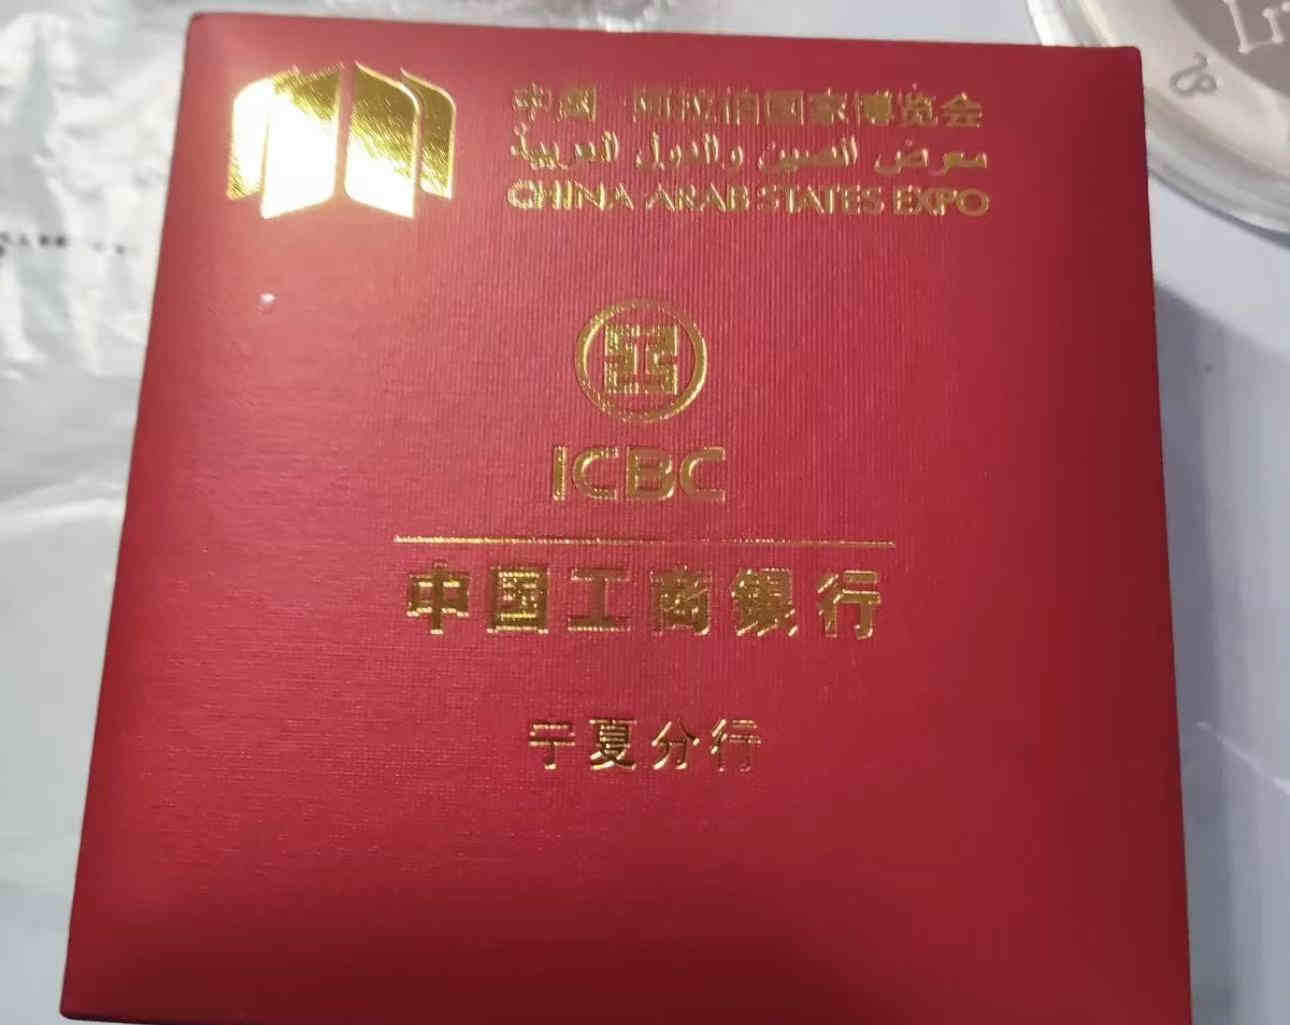 中国-阿拉伯国家博览会
معرض الصين والدول العربية
CHINA ARAB STATES EXPO
ICBC
中国工商银行
宁夏分行